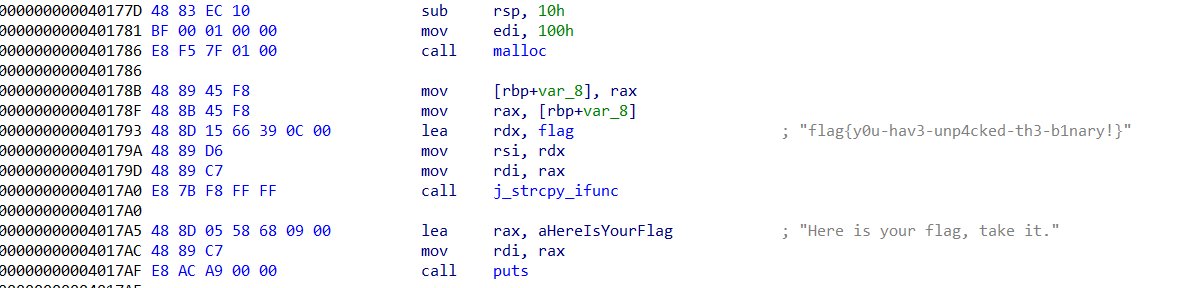 000000000040177D 48 83 EC 10 sub rsp, 10h
0000000000401781 BF 00 01 00 00 mov edi, 100h
0000000000401786 E8 F5 7F 01 00 call malloc
0000000000401786
000000000040178B 48 89 45 F8 mov [rbp+var_8], rax
000000000040178F 48 8B 45 F8 mov rax, [rbp+var_8]
0000000000401793 48 8D 15 66 39 0C 00 lea rdx, flag ; "flag{y0u-hav3-unp4cked-th3-b1nary!}"
000000000040179A 48 89 D6 mov rsi, rdx
000000000040179D 48 89 C7 mov rdi, rax
00000000004017A0 E8 7B F8 FF FF call j_strcpy_ifunc
00000000004017A0
00000000004017A5 48 8D 05 58 68 09 00 lea rax, aHereIsYourFlag ; "Here is your flag, take it."
00000000004017AC 48 89 C7 mov rdi, rax
00000000004017AF E8 AC A9 00 00 call puts